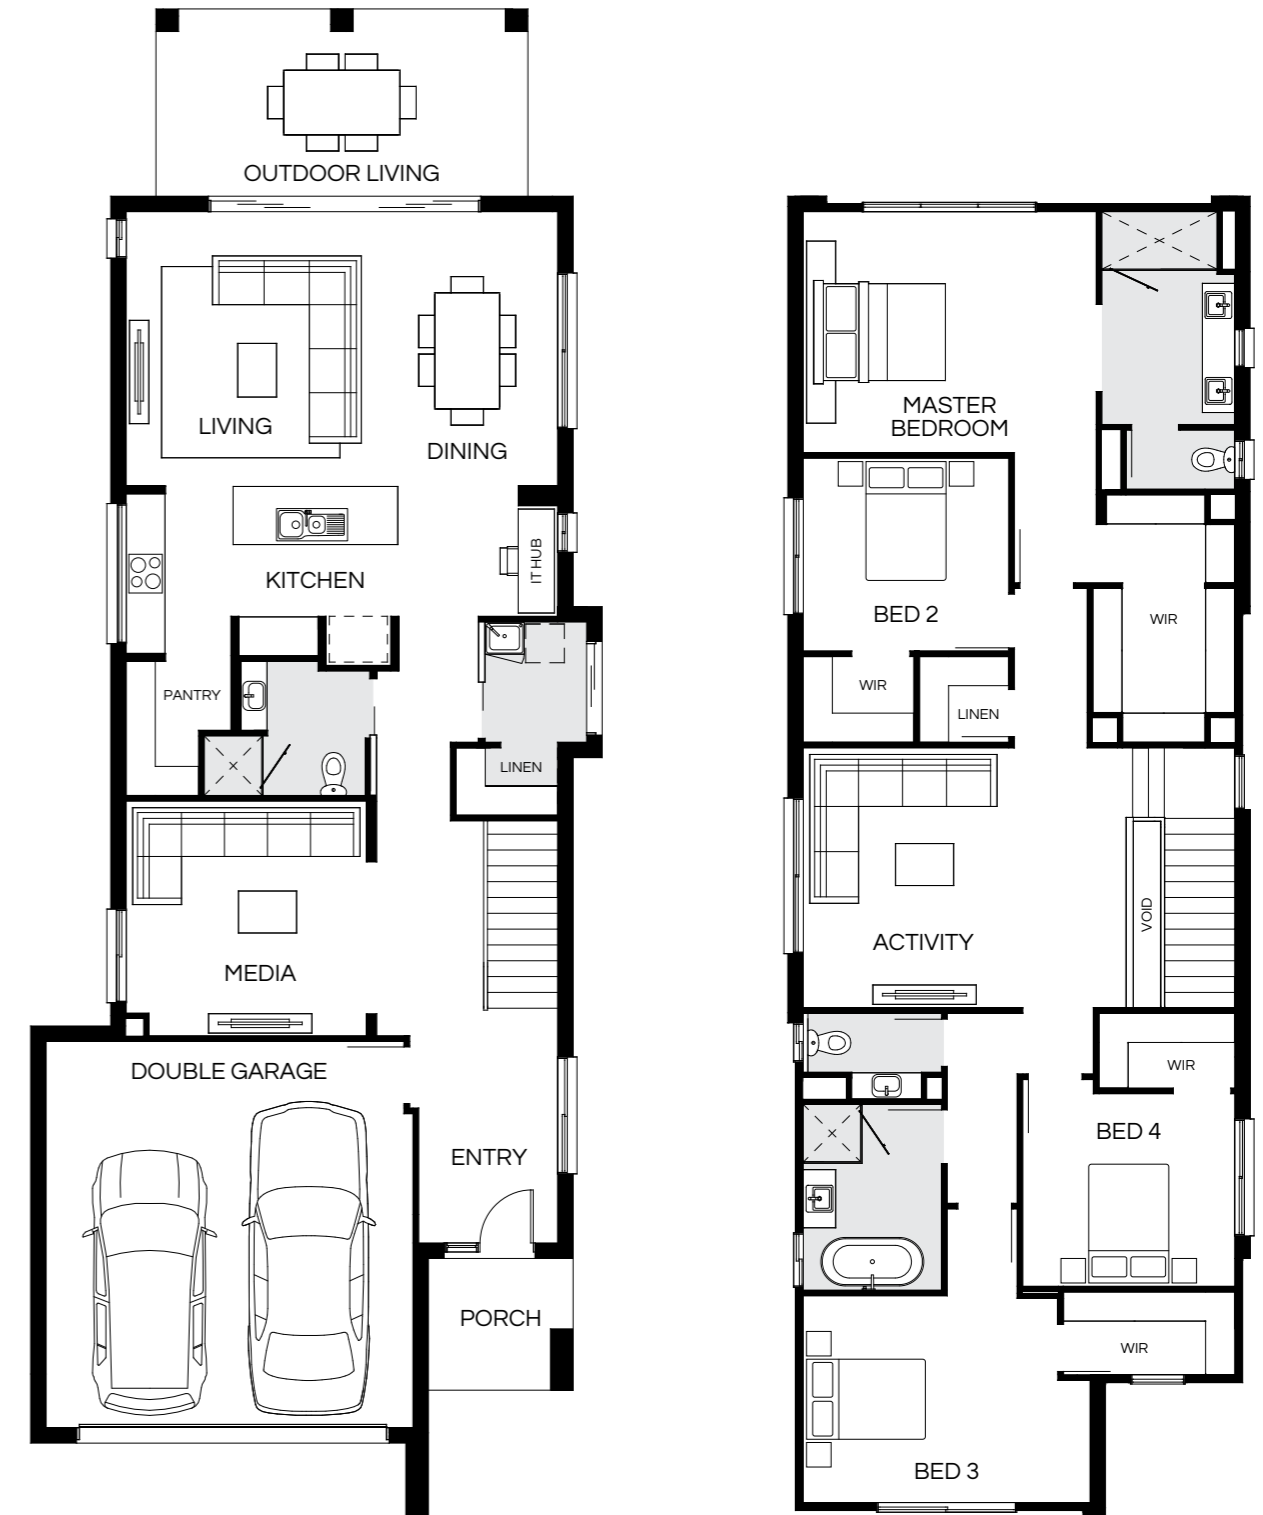 OUTDOOR LIVING
LIVING
DINING
KITCHEN
IT HUB
PANTRY
LINEN
MEDIA
DOUBLE GARAGE
ENTRY
PORCH
MASTER
BEDROOM
BED 2
WIR
WIR
LINEN
VOID
ACTIVITY
WIR
BED 4
WIR
BED 3